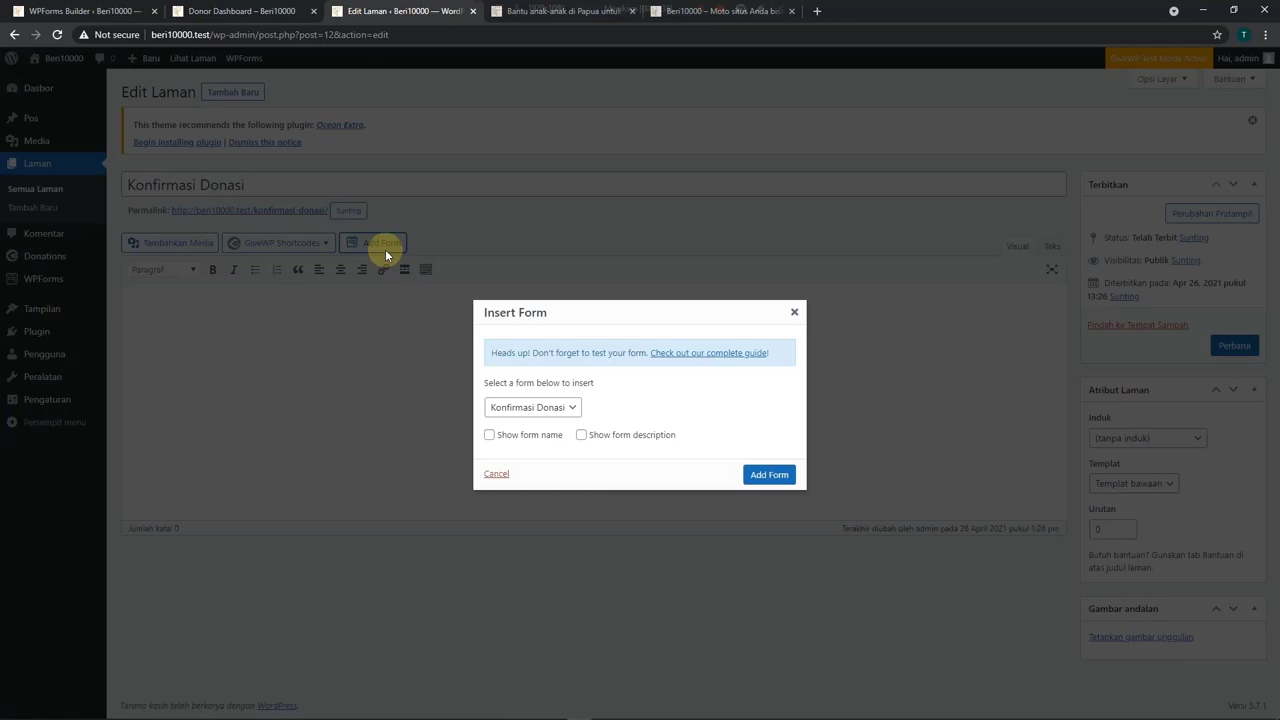 WPForms Builder ‹ Beri10000 —
Donor Dashboard – Beri10000
Edit Laman ‹ Beri10000 — WordP
Bantu anak-anak di Papua untuk
Beri10000 – Moto situs Anda bis
Not secure
beri10000.test/wp-admin/post.php?post=12&action=edit
T
Beri10000
0
Baru
Lihat Laman
WPForms
GiveWP Test Mode Active
Hai, admin
Dasbor
Pos
Media
Laman
Semua Laman
Tambah Baru
Komentar
Donations
WPForms
Tampilan
Plugin
Pengguna
Peralatan
Pengaturan
Persempit menu
Edit Laman
Tambah Baru
Opsi Layar
Bantuan
This theme recommends the following plugin: Ocean Extra.
Begin installing plugin | Dismiss this notice
Konfirmasi Donasi
Permalink: http://beri10000.test/konfirmasi-donasi/
Sunting
Tambahkan Media
GiveWP Shortcodes
Add Form
Visual
Teks
Paragraf
B
I
Insert Form
Heads up! Don't forget to test your form. Check out our complete guide!
Select a form below to insert
Konfirmasi Donasi
Show form name
Show form description
Cancel
Add Form
Jumlah kata: 0
Terakhir diubah oleh admin pada 26 April 2021 pukul 1:26 pm
Terbitkan
Perubahan Pratampil
Status: Telah Terbit Sunting
Visibilitas: Publik Sunting
Diterbitkan pada: Apr 26, 2021 pukul
13:26 Sunting
Pindah ke Tempat Sampah
Perbarui
Atribut Laman
Induk
(tanpa induk)
Templat
Templat bawaan
Urutan
0
Butuh bantuan? Gunakan tab Bantuan di
atas judul laman.
Gambar andalan
Tetapkan gambar unggulan
Terima kasih telah berkarya dengan WordPress.
Versi 5.7.1